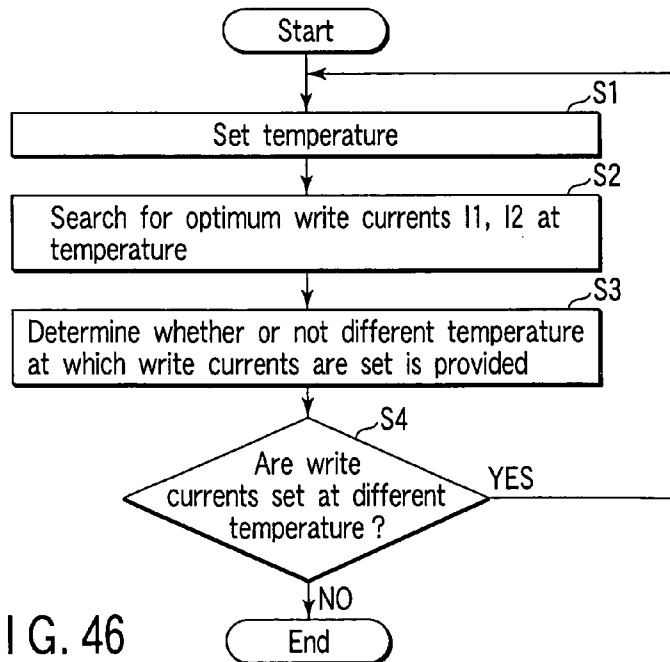 Start
S1
Set temperature
S2
Search for optimum write currents I1, I2 at
temperature
S3
Determine whether or not different temperature
at which write currents are set is provided
S4
Are write
currents set at different
temperature ?
YES
NO
I G. 46
End